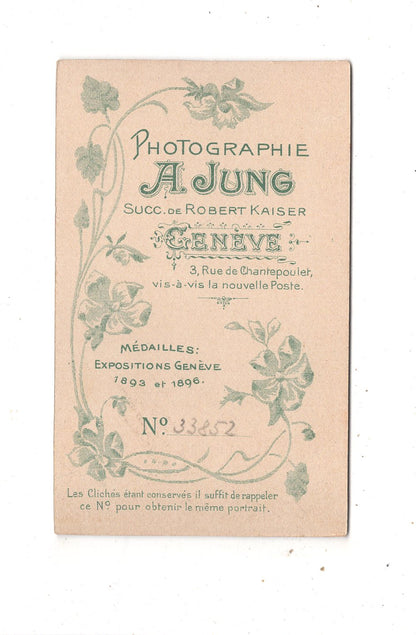 PHOTOGRAPHIE
A. JUNG
SUCC. DE ROBERT KAISER
GENÈVE
3, Rue de Chantepoulet,
vis-à-vis la nouvelle Poste.
MÉDAILLES:
EXPOSITIONS GENÈVE
1893 et 1896.
Nº 33852
Les Clichés étant conservés il suffit de rappeler
ce Nº pour obtenir le même portrait.